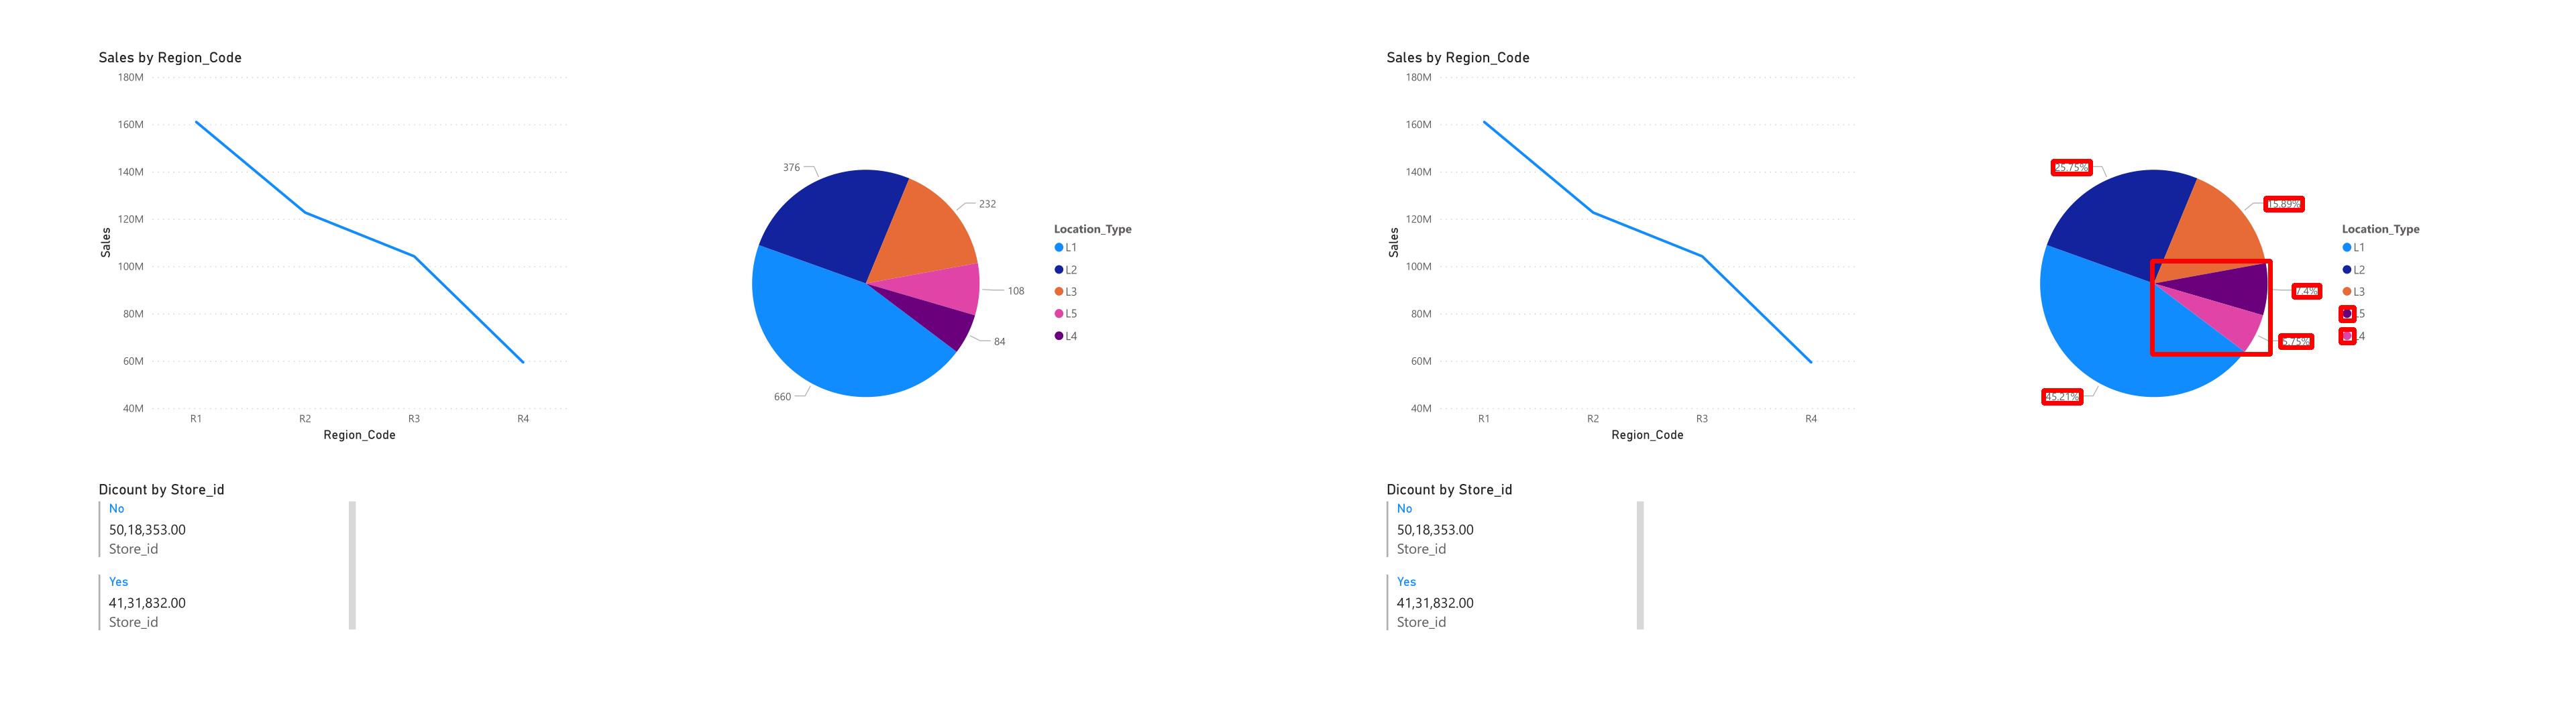 Sales by Region_Code
180M
160M
140M
120M
100M
80M
60M
40M
Sales
R1 R2 R3 R4
Region_Code
376
232
108
84
660
Location_Type
L1
L2
L3
L5
L4
Dicount by Store_id
No
50,18,353.00
Store_id
Yes
41,31,832.00
Store_id
Sales by Region_Code
180M
160M
140M
120M
100M
80M
60M
40M
Sales
R1 R2 R3 R4
Region_Code
25.75%
15.89%
7.4%
5.75%
45.21%
Location_Type
L1
L2
L3
L5
L4
Dicount by Store_id
No
50,18,353.00
Store_id
Yes
41,31,832.00
Store_id